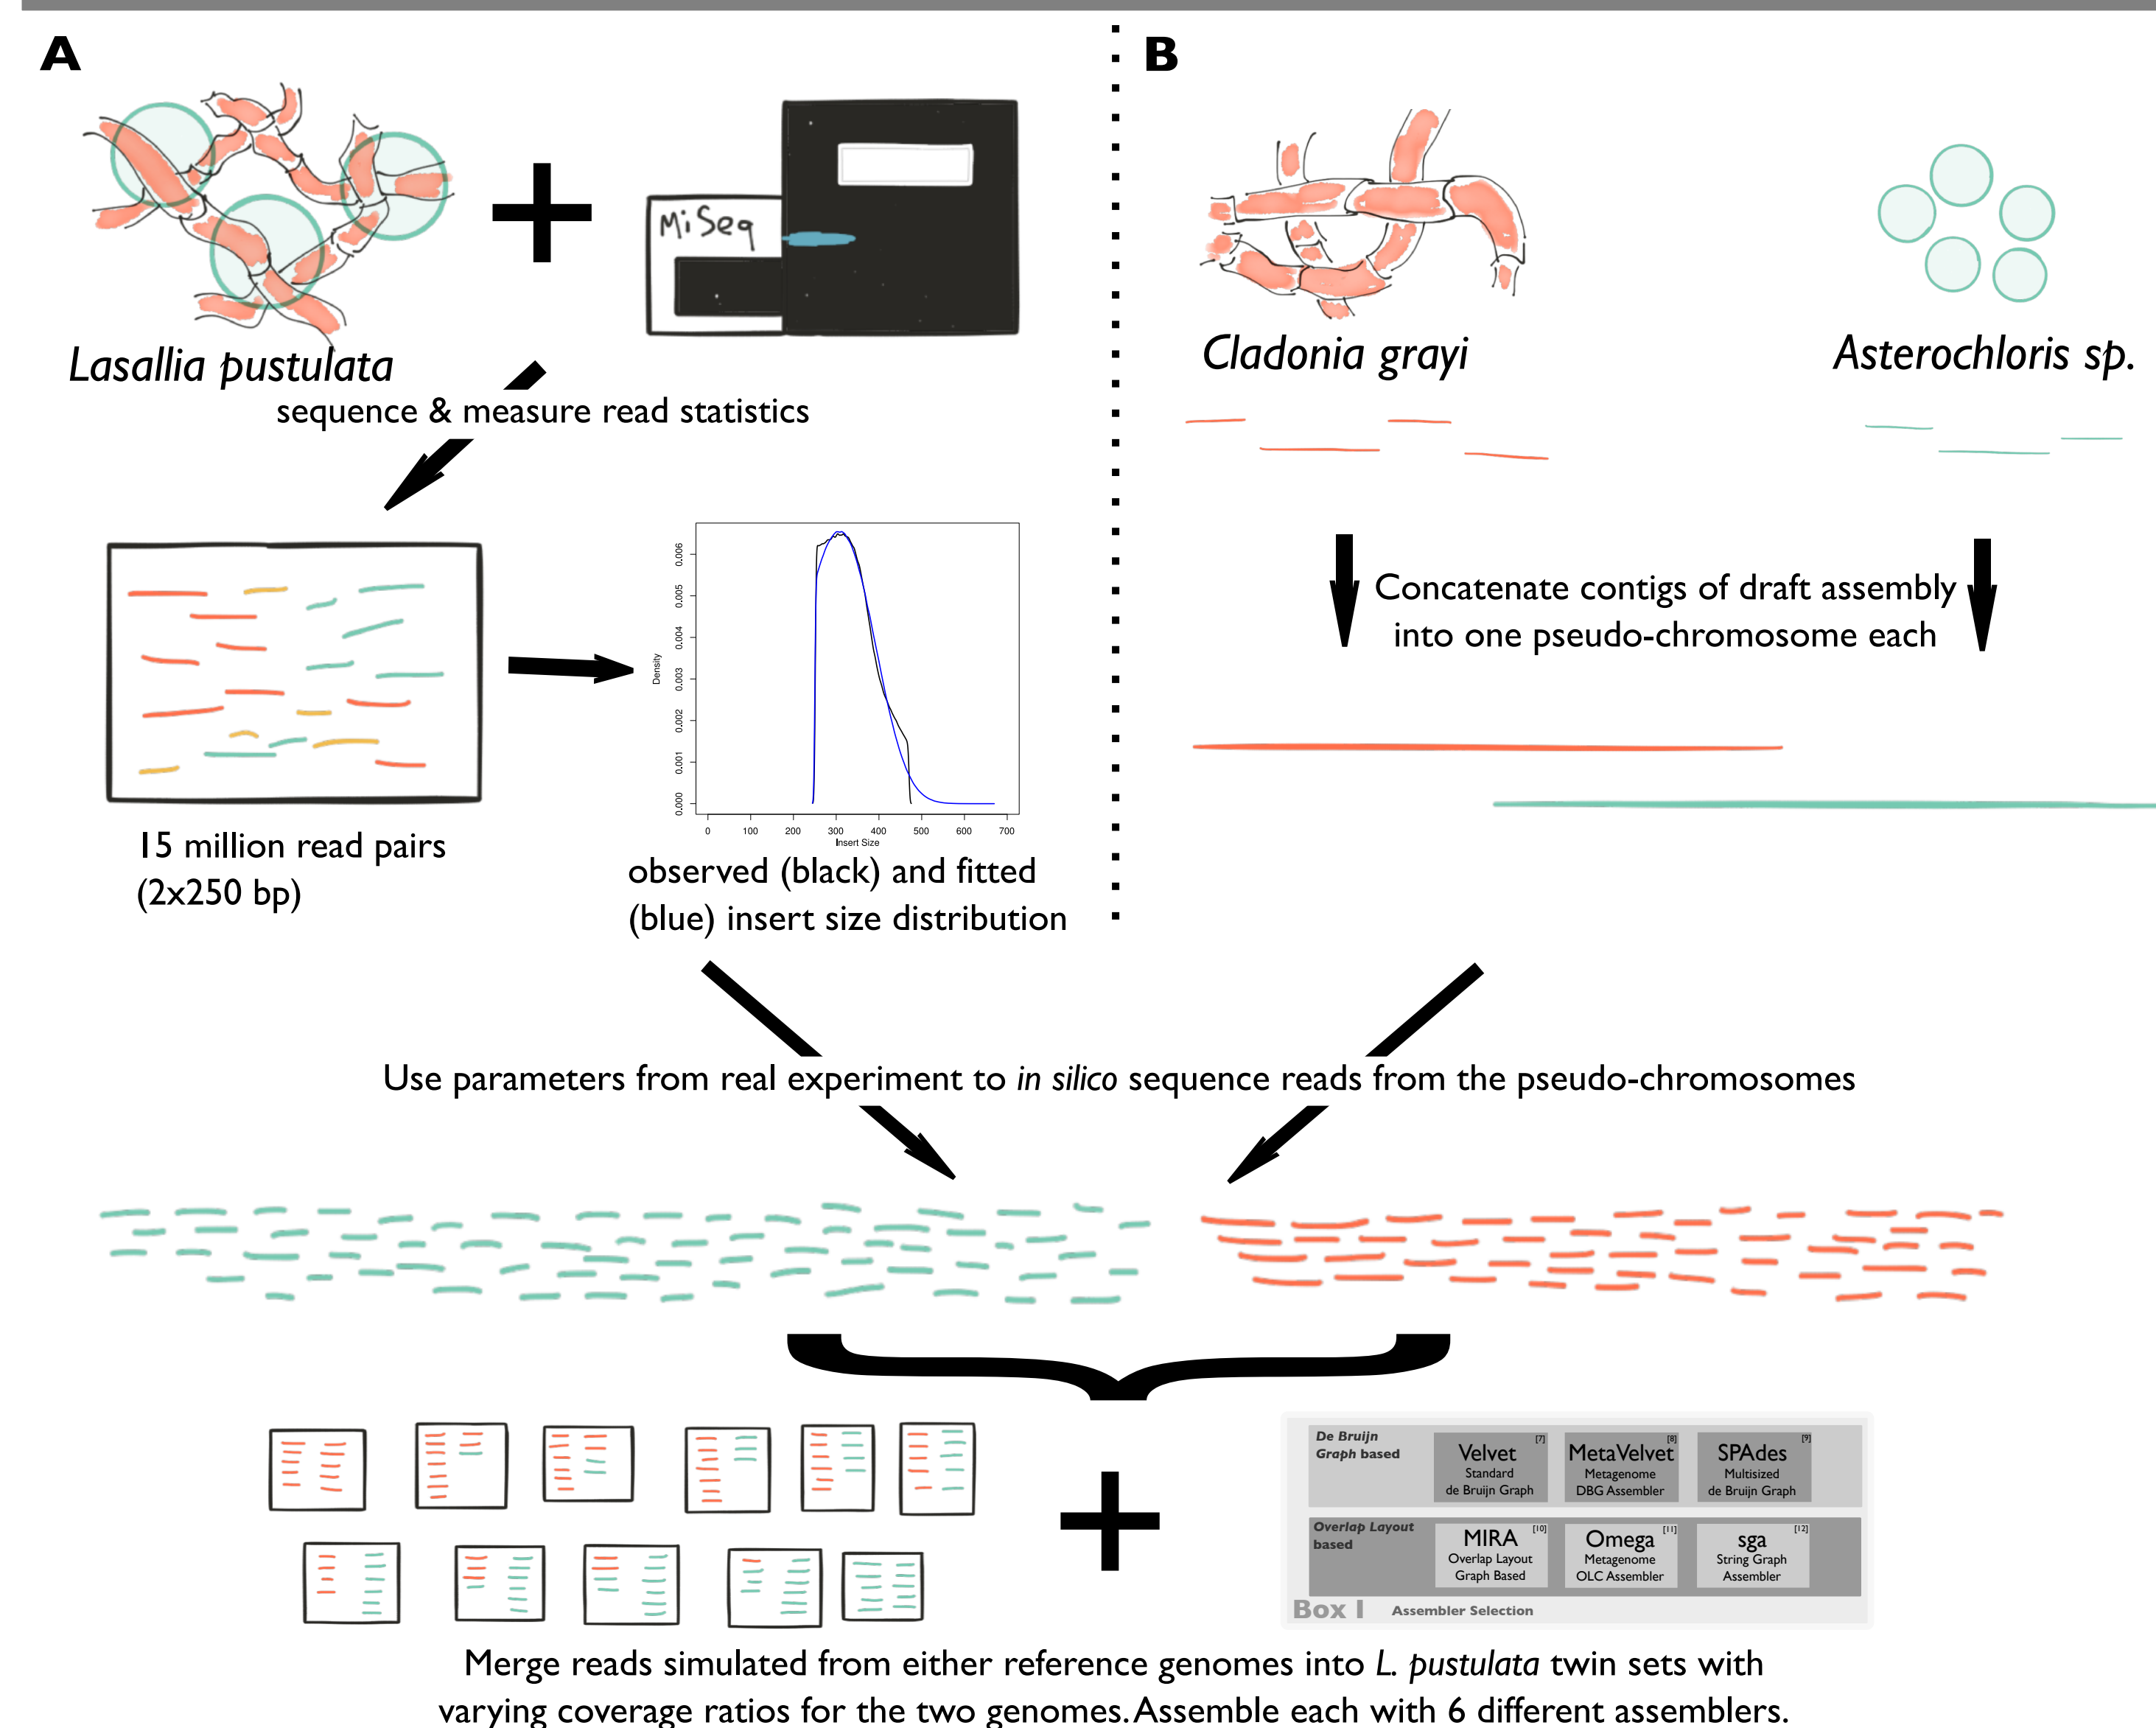 A
B
MiSeq
Lasallia pustulata
Cladonia grayi
Asterochloris sp.
sequence & measure read statistics
Concatenate contigs of draft assembly
into one pseudo-chromosome each
0.000
0.001
0.002
0.003
0.004
0.005
0.006
Density
0 100 200 300 400 500 600 700
Insert Size
15 million read pairs
(2x250 bp)
observed (black) and fitted
(blue) insert size distribution
Use parameters from real experiment to in silico sequence reads from the pseudo-chromosomes
De Bruijn
Graph based
Velvet [7]
Standard
de Bruijn Graph
MetaVelvet [8]
Metagenome
DBG Assembler
SPAdes [9]
Multisized
de Bruijn Graph
Overlap Layout
based
MIRA [10]
Overlap Layout
Graph Based
Omega [11]
Metagenome
OLC Assembler
sga [12]
String Graph
Assembler
Box I Assembler Selection
Merge reads simulated from either reference genomes into L. pustulata twin sets with
varying coverage ratios for the two genomes. Assemble each with 6 different assemblers.